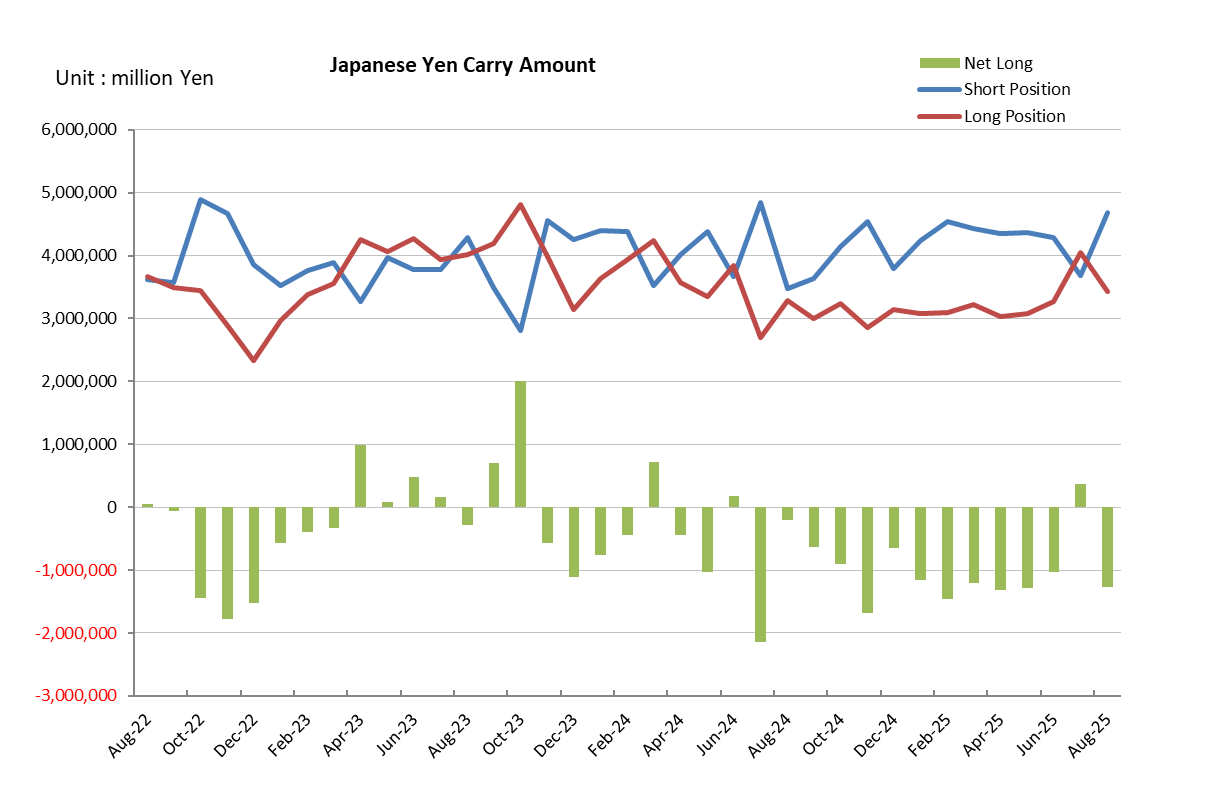 Japanese Yen Carry Amount
Unit : million Yen
Net Long
Short Position
Long Position
6,000,000
5,000,000
4,000,000
3,000,000
2,000,000
1,000,000
0
-1,000,000
-2,000,000
-3,000,000
Aug-22
Oct-22
Dec-22
Feb-23
Apr-23
Jun-23
Aug-23
Oct-23
Dec-23
Feb-24
Apr-24
Jun-24
Aug-24
Oct-24
Dec-24
Feb-25
Apr-25
Jun-25
Aug-25